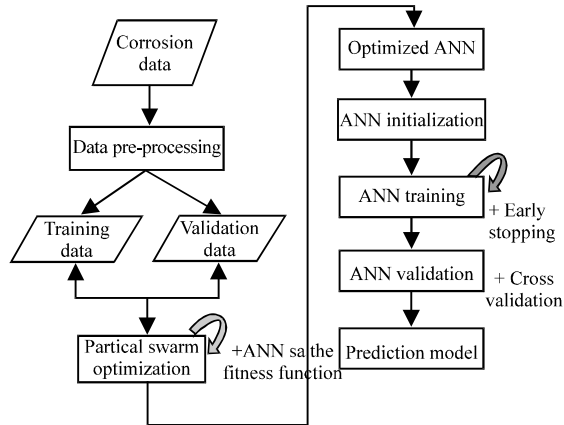 Corrosion
data
Data pre-processing
Training
data
Validation
data
Partical swarm
optimization
+ANN sa the
fitness function
Optimized ANN
ANN initialization
ANN training
+ Early
stopping
ANN validation
+ Cross
validation
Prediction model